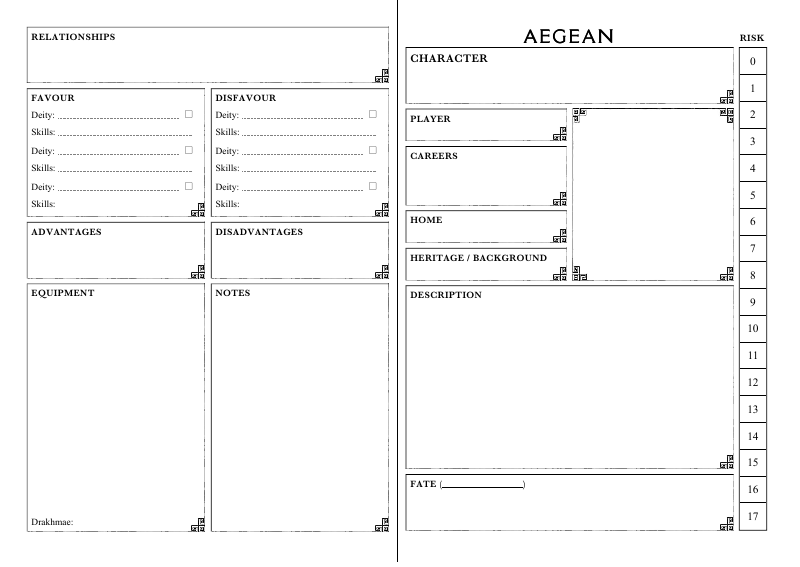 RELATIONSHIPS
FAVOUR
Deity:
Skills:
Deity:
Skills:
Deity:
Skills:
DISFAVOUR
Deity:
Skills:
Deity:
Skills:
Deity:
Skills:
ADVANTAGES
DISADVANTAGES
EQUIPMENT
Drakhmae:
NOTES
AEGEAN
CHARACTER
PLAYER
CAREERS
HOME
HERITAGE / BACKGROUND
DESCRIPTION
FATE (                    )
RISK
0
1
2
3
4
5
6
7
8
9
10
11
12
13
14
15
16
17